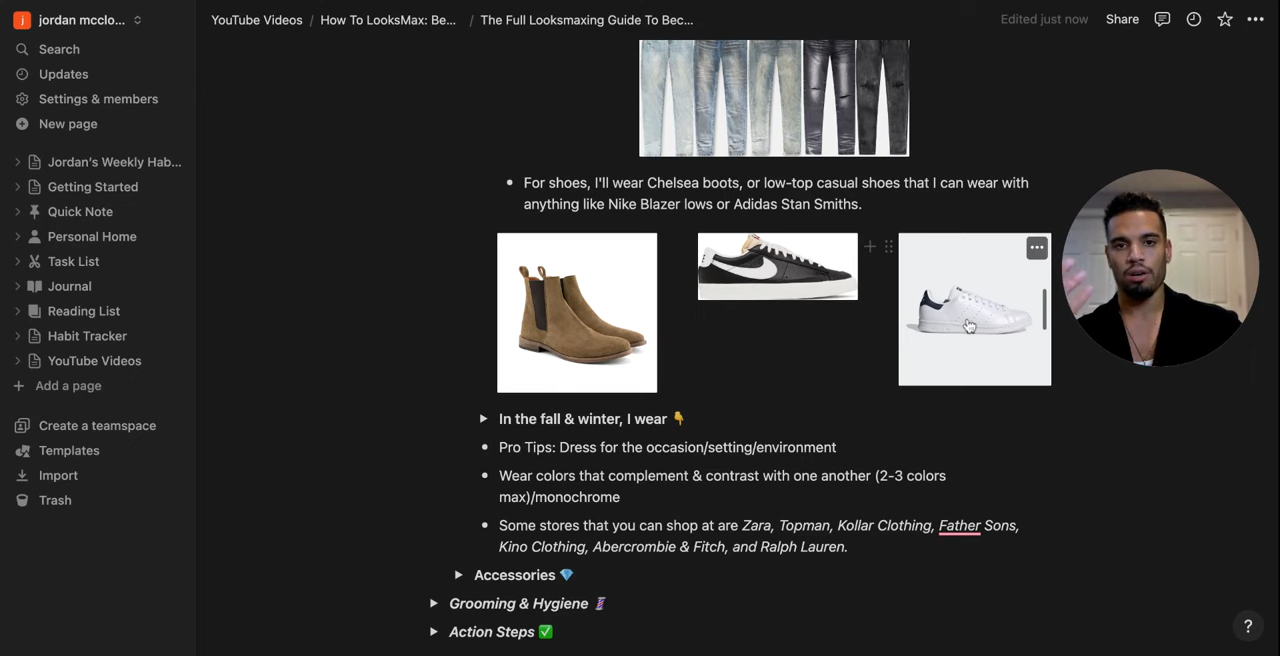 j jordan mcclo...
Search
Updates
Settings & members
New page
Jordan's Weekly Hab...
Getting Started
Quick Note
Personal Home
Task List
Journal
Reading List
Habit Tracker
YouTube Videos
Add a page
Create a teamspace
Templates
Import
Trash
YouTube Videos / How To LooksMax: Be... / The Full Looksmaxing Guide To Bec...
Edited just now Share
For shoes, I'll wear Chelsea boots, or low-top casual shoes that I can wear with
anything like Nike Blazer lows or Adidas Stan Smiths.
In the fall & winter, I wear 👇
Pro Tips: Dress for the occasion/setting/environment
Wear colors that complement & contrast with one another (2-3 colors
max)/monochrome
Some stores that you can shop at are Zara, Topman, Kollar Clothing, Father Sons,
Kino Clothing, Abercrombie & Fitch, and Ralph Lauren.
Accessories 💎
Grooming & Hygiene 💈
Action Steps ✅
?